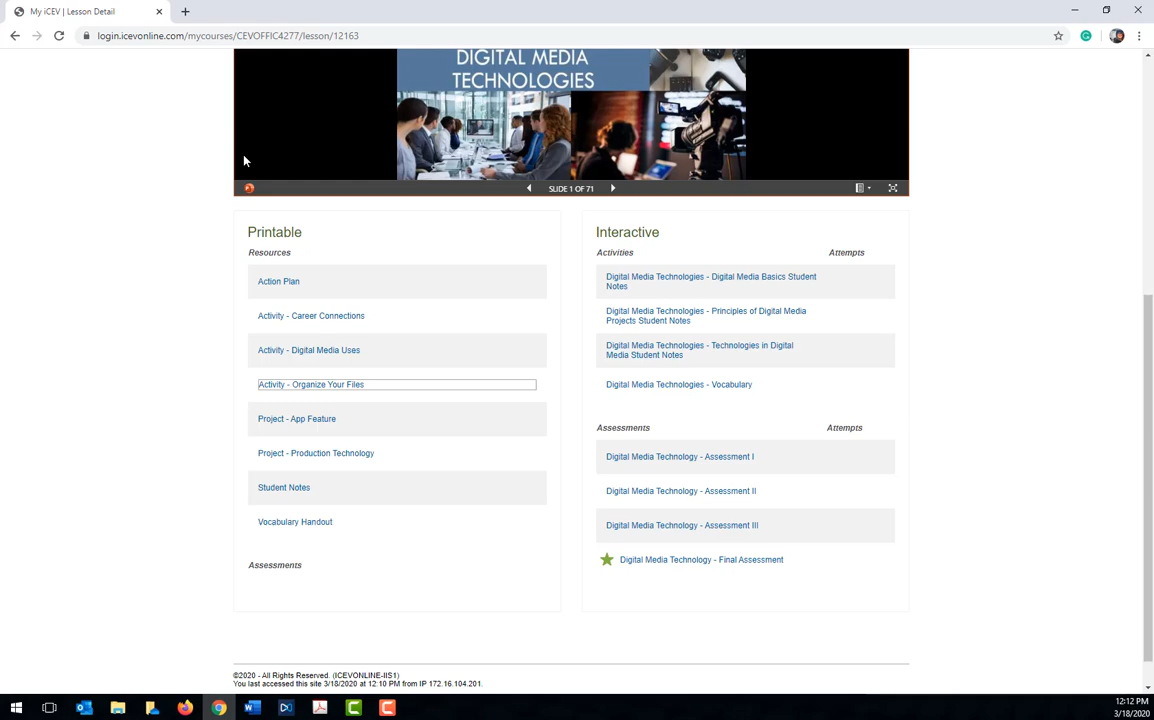 My iCEV | Lesson Detail
login.icevonline.com/mycourses/CEVOFFIC4277/lesson/12163
DIGITAL MEDIA
TECHNOLOGIES
SLIDE 1 OF 71
Printable
Resources
Action Plan
Activity - Career Connections
Activity - Digital Media Uses
Activity - Organize Your Files
Project - App Feature
Project - Production Technology
Student Notes
Vocabulary Handout
Assessments
Interactive
Activities Attempts
Digital Media Technologies - Digital Media Basics Student
Notes
Digital Media Technologies - Principles of Digital Media
Projects Student Notes
Digital Media Technologies - Technologies in Digital
Media Student Notes
Digital Media Technologies - Vocabulary
Assessments Attempts
Digital Media Technology - Assessment I
Digital Media Technology - Assessment II
Digital Media Technology - Assessment III
Digital Media Technology - Final Assessment
©2020 - All Rights Reserved. (ICEVONLINE-IIS1)
You last accessed this site 3/18/2020 at 12:10 PM from IP 172.16.104.201.
12:12 PM
3/18/2020